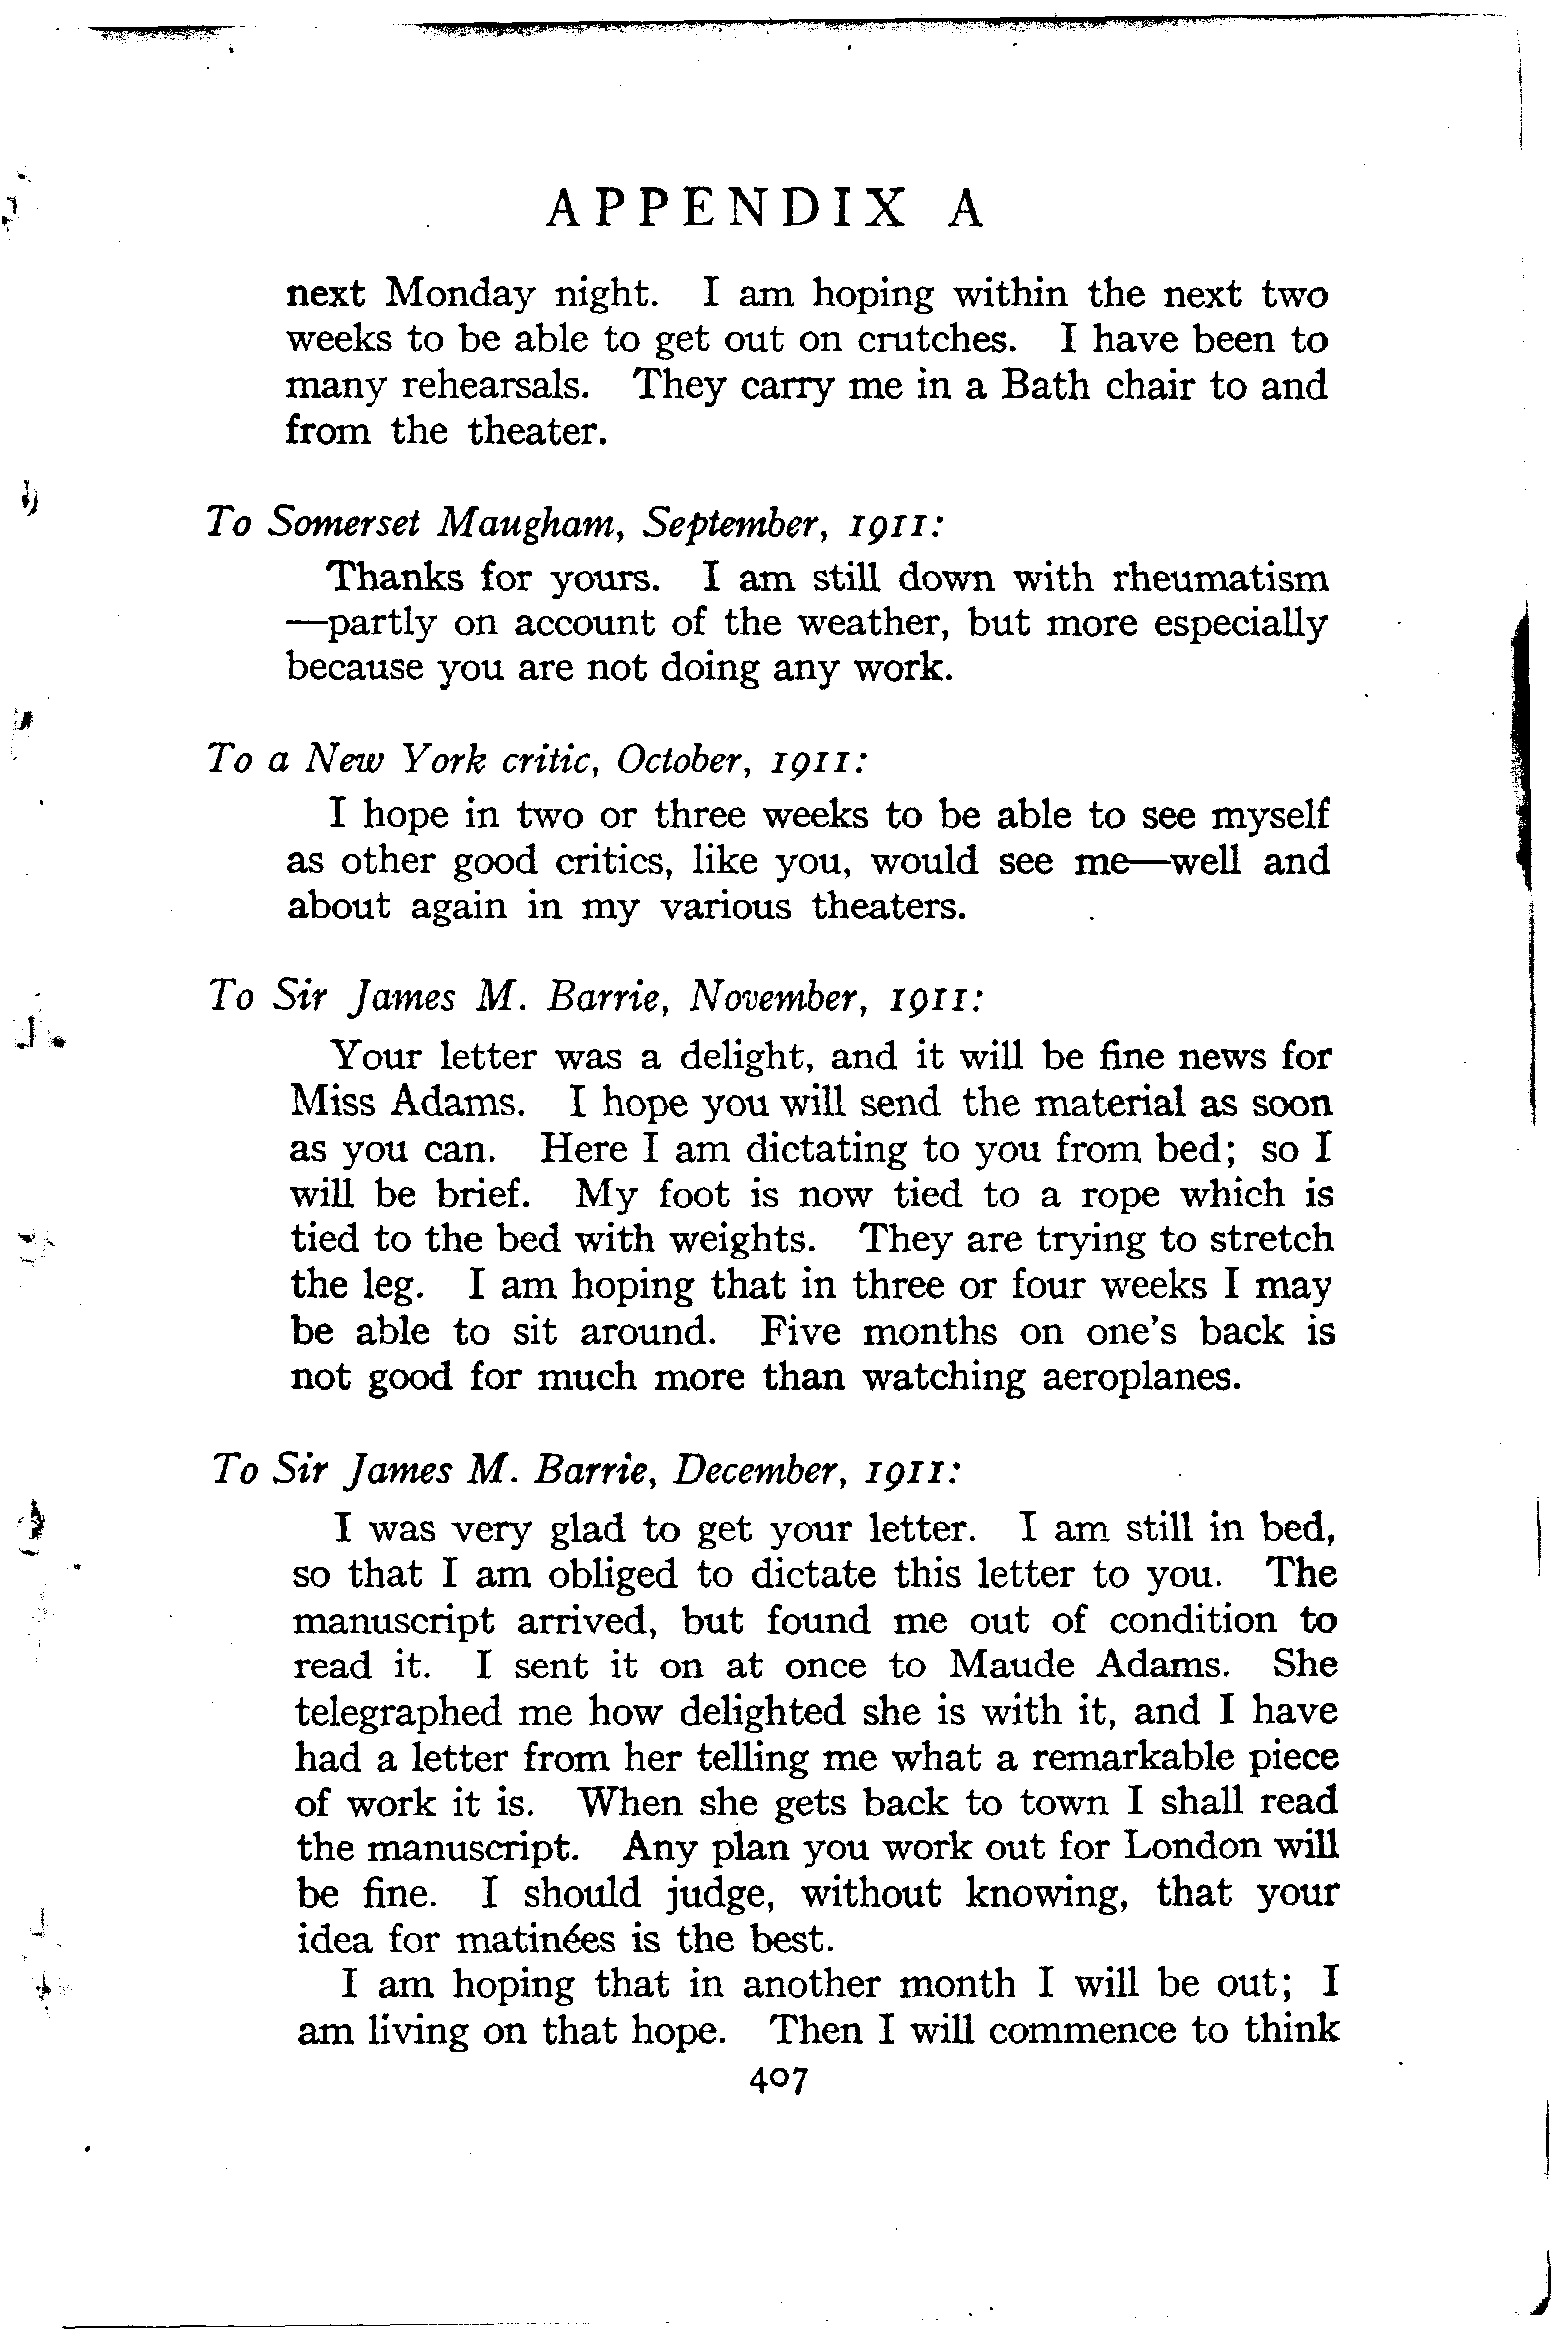 APPENDIX A
next Monday night. I am hoping within the next two
weeks to be able to get out on crutches. I have been to
many rehearsals. They carry me in a Bath chair to and
from the theater.
To Somerset Maugham, September, 1911:
Thanks for yours. I am still down with rheumatism
—partly on account of the weather, but more especially
because you are not doing any work.
To a New York critic, October, 1911:
I hope in two or three weeks to be able to see myself
as other good critics, like you, would see me—well and
about again in my various theaters.
To Sir James M. Barrie, November, 1911:
Your letter was a delight, and it will be fine news for
Miss Adams. I hope you will send the material as soon
as you can. Here I am dictating to you from bed; so I
will be brief. My foot is now tied to a rope which is
tied to the bed with weights. They are trying to stretch
the leg. I am hoping that in three or four weeks I may
be able to sit around. Five months on one's back is
not good for much more than watching aeroplanes.
To Sir James M. Barrie, December, 1911:
I was very glad to get your letter. I am still in bed,
so that I am obliged to dictate this letter to you. The
manuscript arrived, but found me out of condition to
read it. I sent it on at once to Maude Adams. She
telegraphed me how delighted she is with it, and I have
had a letter from her telling me what a remarkable piece
of work it is. When she gets back to town I shall read
the manuscript. Any plan you work out for London will
be fine. I should judge, without knowing, that your
idea for matinées is the best.
I am hoping that in another month I will be out; I
am living on that hope. Then I will commence to think
407